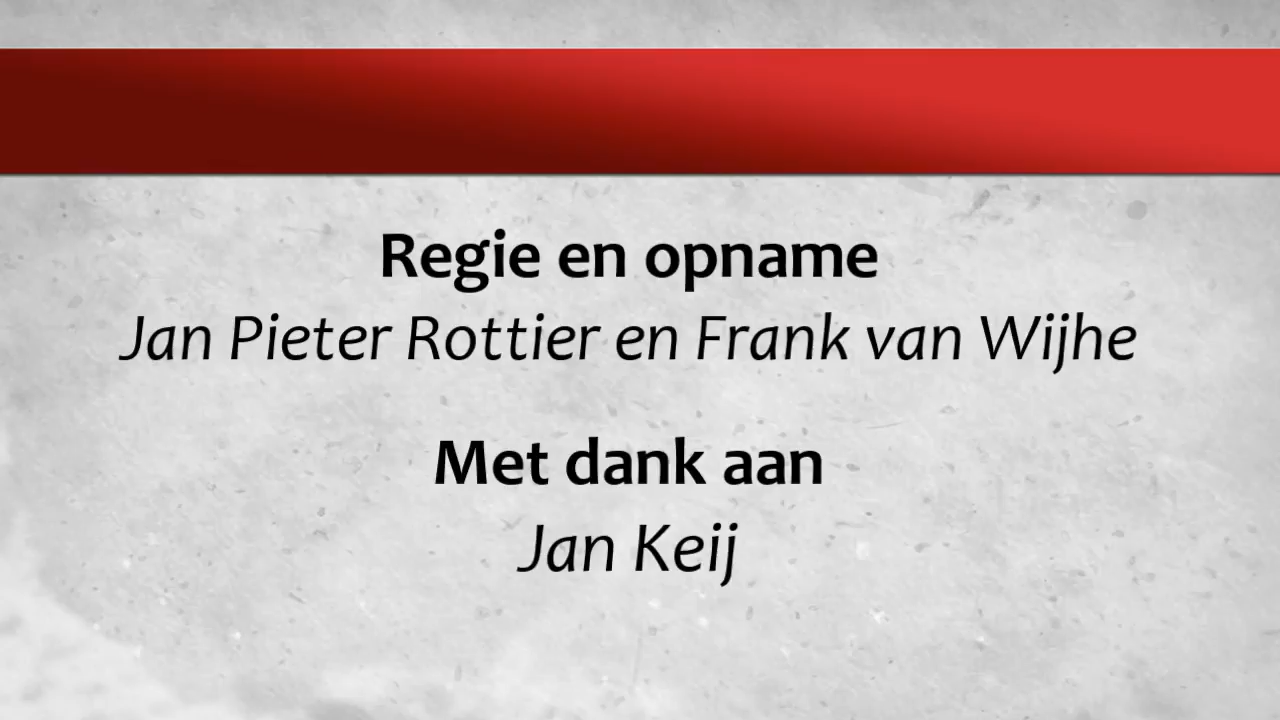 Regie en opname
Jan Pieter Rottier en Frank van Wijhe
Met dank aan
Jan Keij